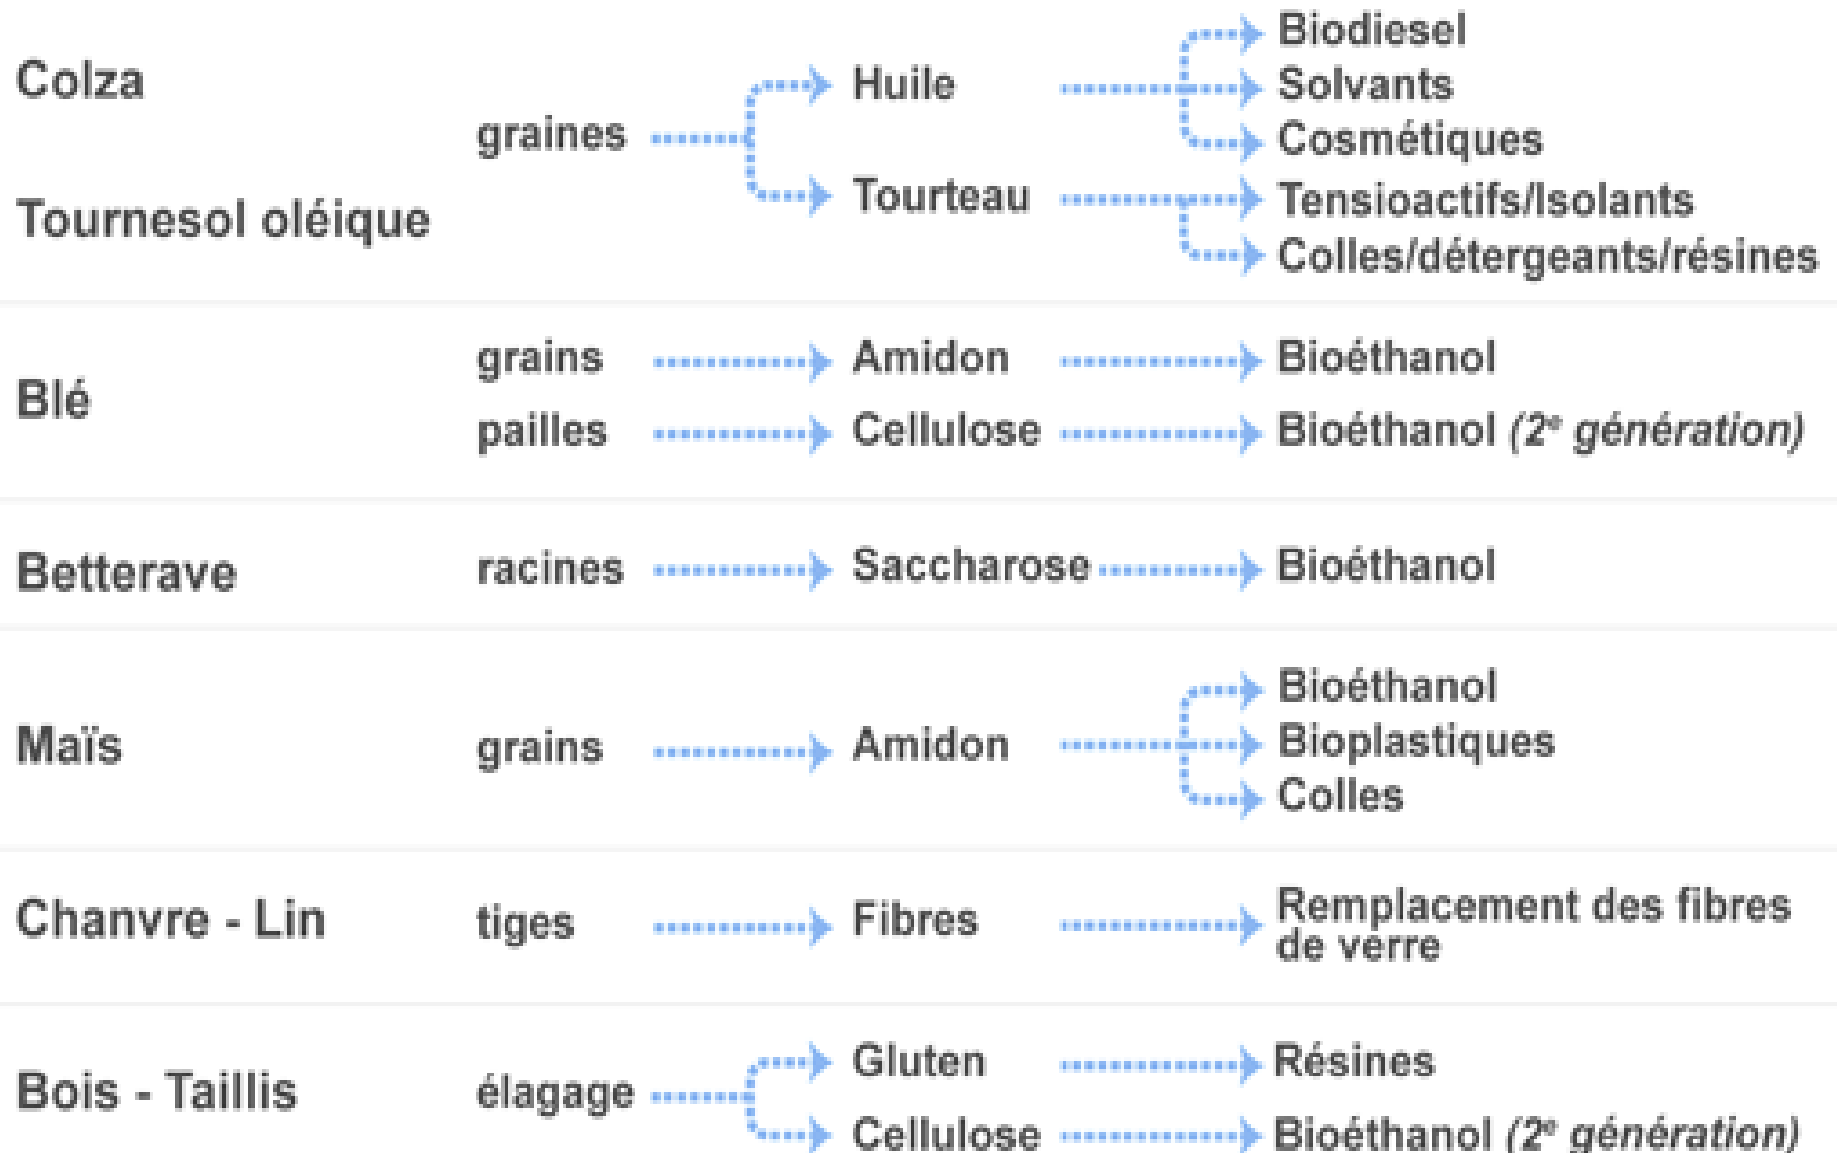 Colza
Tournesol oléique
graines
Huile
Tourteau
Biodiesel
Solvants
Cosmétiques
Tensioactifs/Isolants
Colles/détergeants/résines
Blé
grains
Amidon
Bioéthanol
pailles
Cellulose
Bioéthanol (2e génération)
Betterave
racines
Saccharose
Bioéthanol
Maïs
grains
Amidon
Bioéthanol
Bioplastiques
Colles
Chanvre - Lin
tiges
Fibres
Remplacement des fibres
de verre
Bois - Taillis
élagage
Gluten
Résines
Cellulose
Bioéthanol (2e génération)